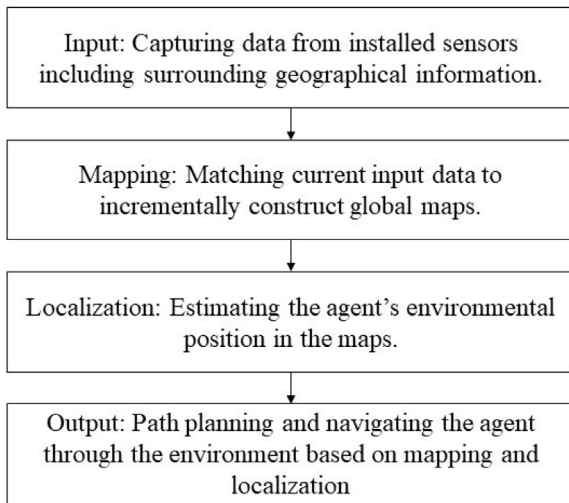 Input: Capturing data from installed sensors
including surrounding geographical information.
Mapping: Matching current input data to
incrementally construct global maps.
Localization: Estimating the agent’s environmental
position in the maps.
Output: Path planning and navigating the agent
through the environment based on mapping and
localization